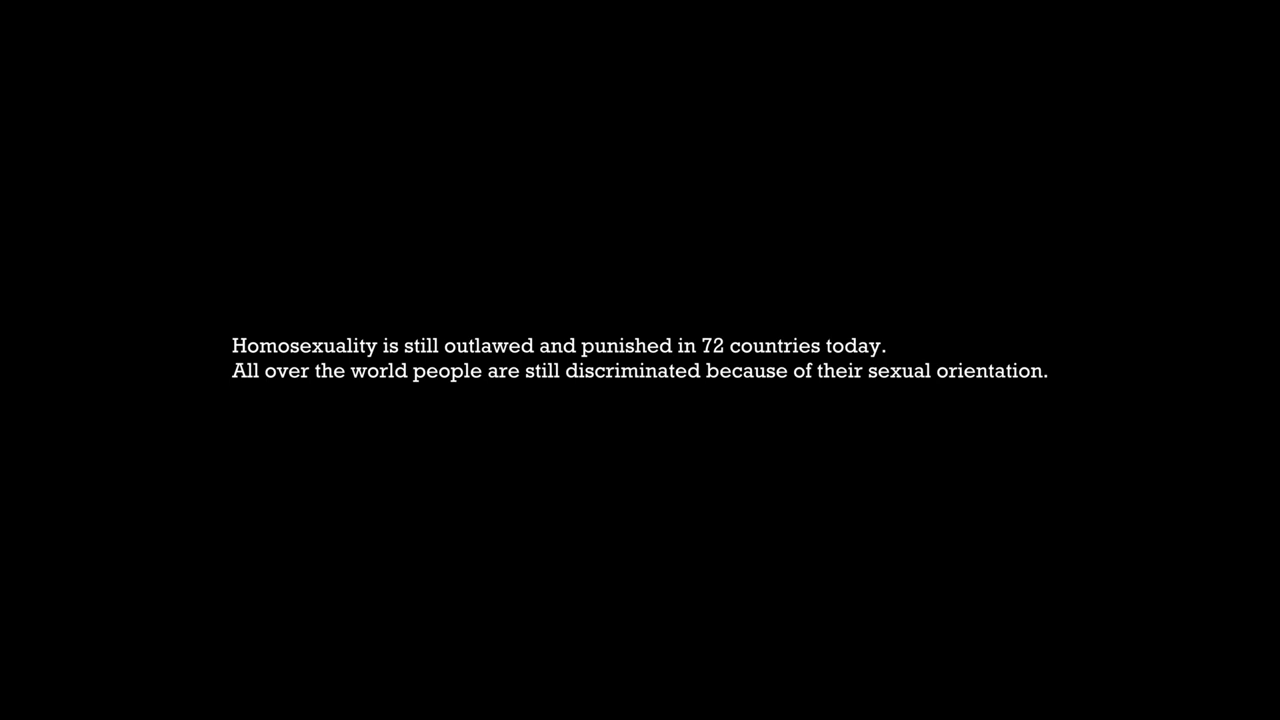 Homosexuality is still outlawed and punished in 72 countries today.
All over the world people are still discriminated because of their sexual orientation.